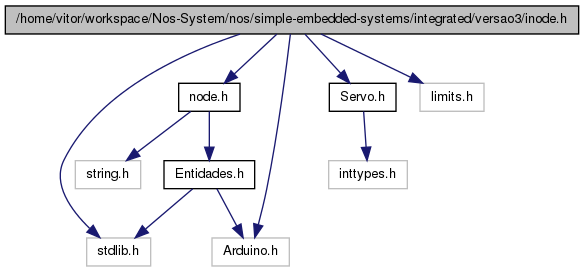 /home/vitor/workspace/Nos-System/nos/simple-embedded-systems/integrated/versao3/inode.h
node.h
Servo.h
limits.h
string.h
Entidades.h
inttypes.h
stdlib.h
Arduino.h